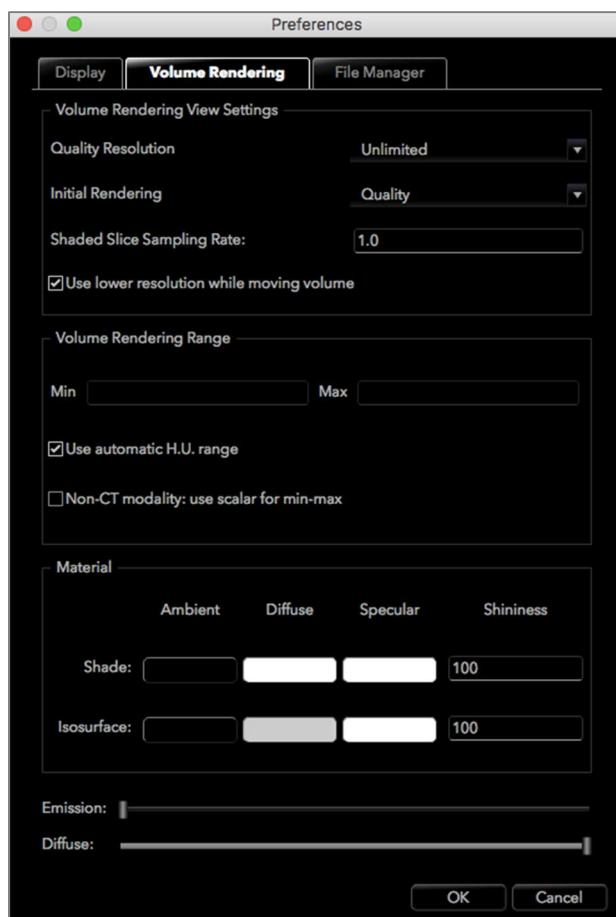 Preferences
Display Volume Rendering File Manager
Volume Rendering View Settings
Quality Resolution Unlimited
Initial Rendering Quality
Shaded Slice Sampling Rate: 1.0
Use lower resolution while moving volume
Volume Rendering Range
Min Max
Use automatic H.U. range
Non-CT modality: use scalar for min-max
Material
Ambient Diffuse Specular Shininess
Shade: 100
Isosurface: 100
Emission:
Diffuse:
OK Cancel